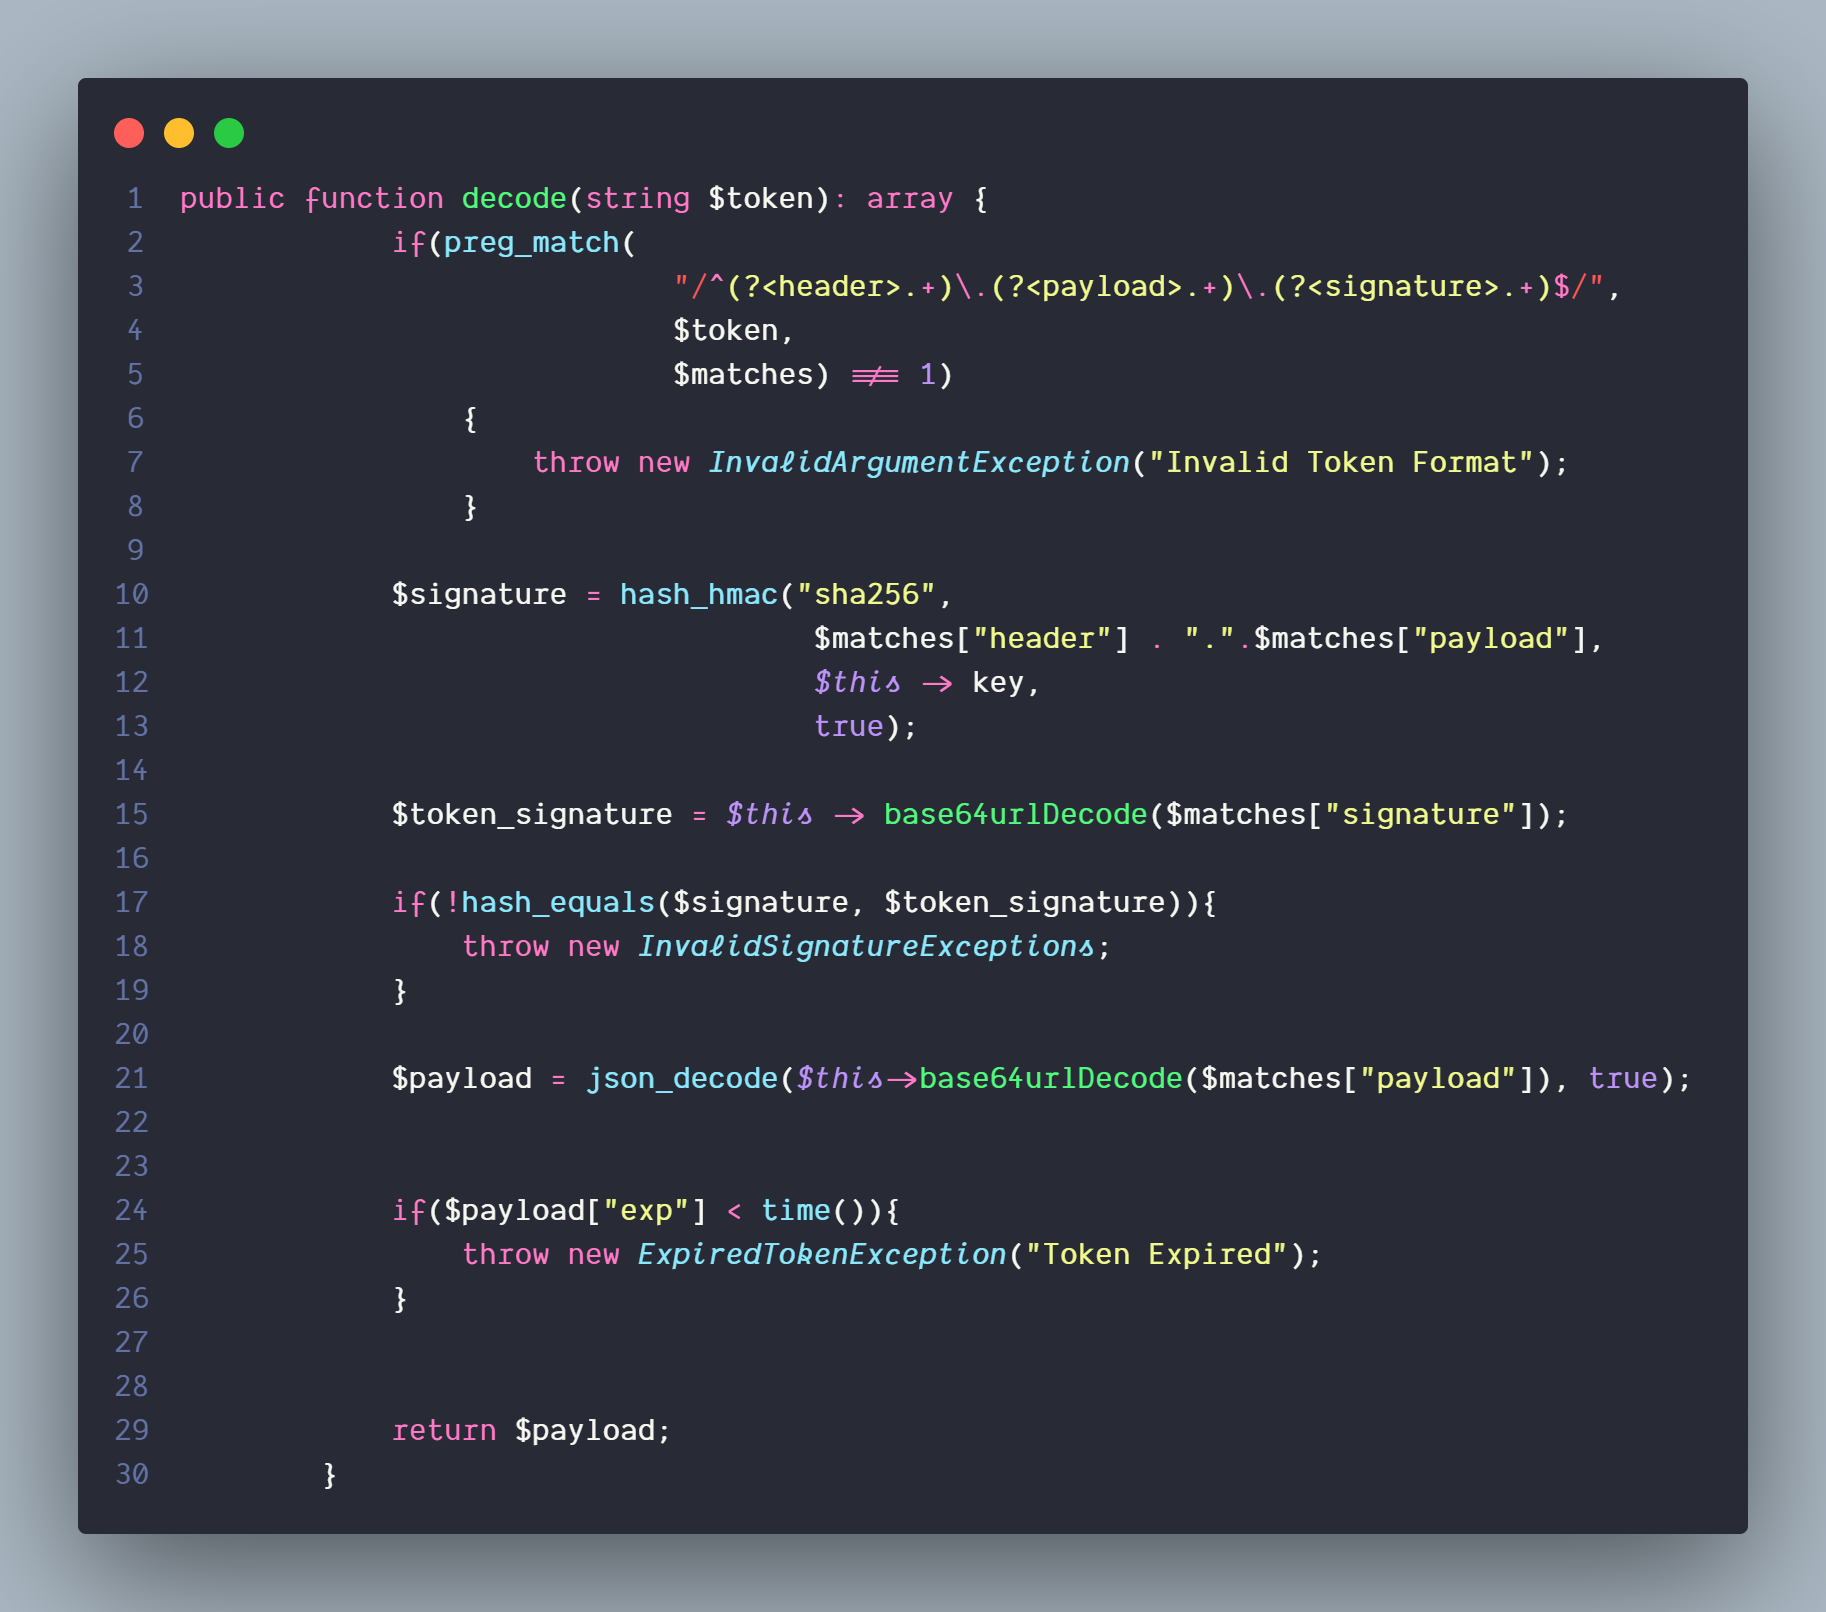 1 public function decode(string $token): array {
2 if(preg_match(
3 "/^(?<header>.+)\.(?<payload>.+)\.(?<signature>.+)$/",
4 $token,
5 $matches) !== 1)
6 {
7 throw new InvalidArgumentException("Invalid Token Format");
8 }
9
10 $signature = hash_hmac("sha256",
11 $matches["header"] . ".".$matches["payload"],
12 $this -> key,
13 true);
14
15 $token_signature = $this -> base64urlDecode($matches["signature"]);
16
17 if(!hash_equals($signature, $token_signature)){
18 throw new InvalidSignatureExceptions;
19 }
20
21 $payload = json_decode($this->base64urlDecode($matches["payload"]), true);
22
23
24 if($payload["exp"] < time()){
25 throw new ExpiredTokenException("Token Expired");
26 }
27
28
29 return $payload;
30 }